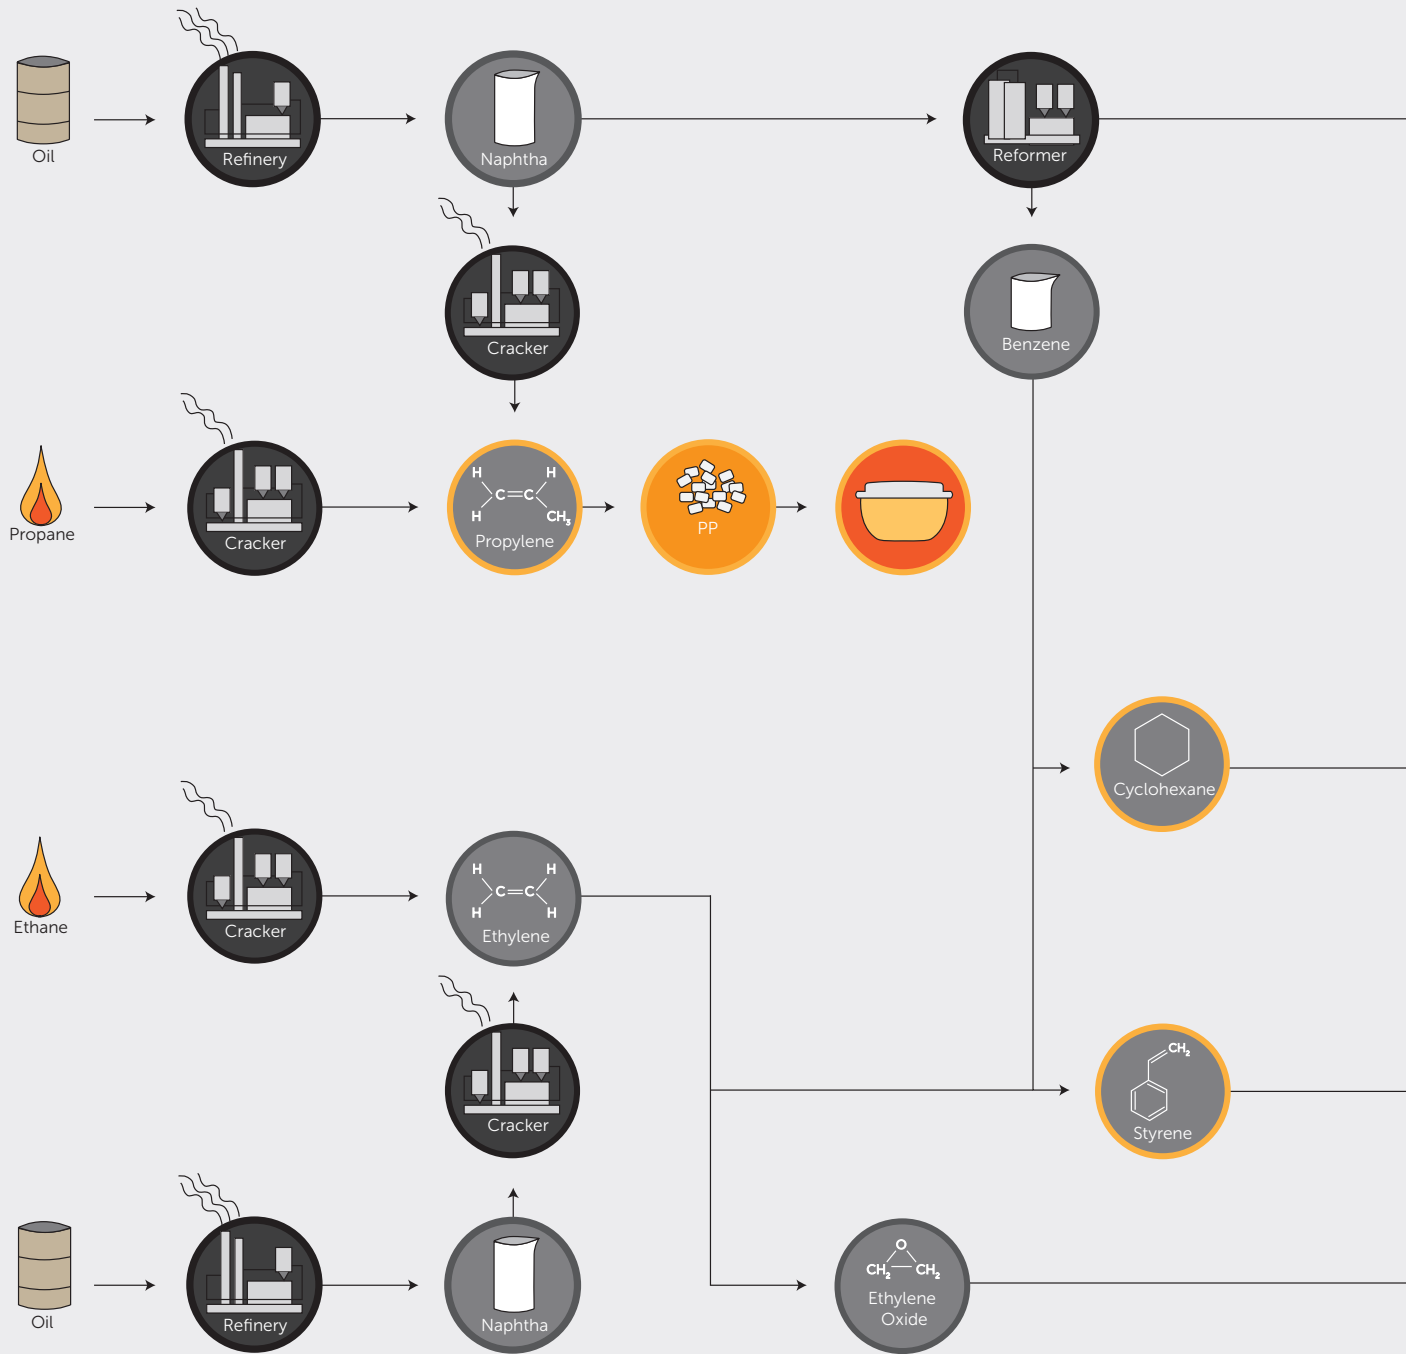 Oil
Refinery
Naphtha
Reformer
Cracker
Benzene
Propane
Cracker
H H
C=C
H CH₃
Propylene
PP
Cyclohexane
Ethane
Cracker
H H
C=C
H H
Ethylene
Cracker
CH₂
Styrene
Oil
Refinery
Naphtha
O
CH₂ CH₂
Ethylene
Oxide